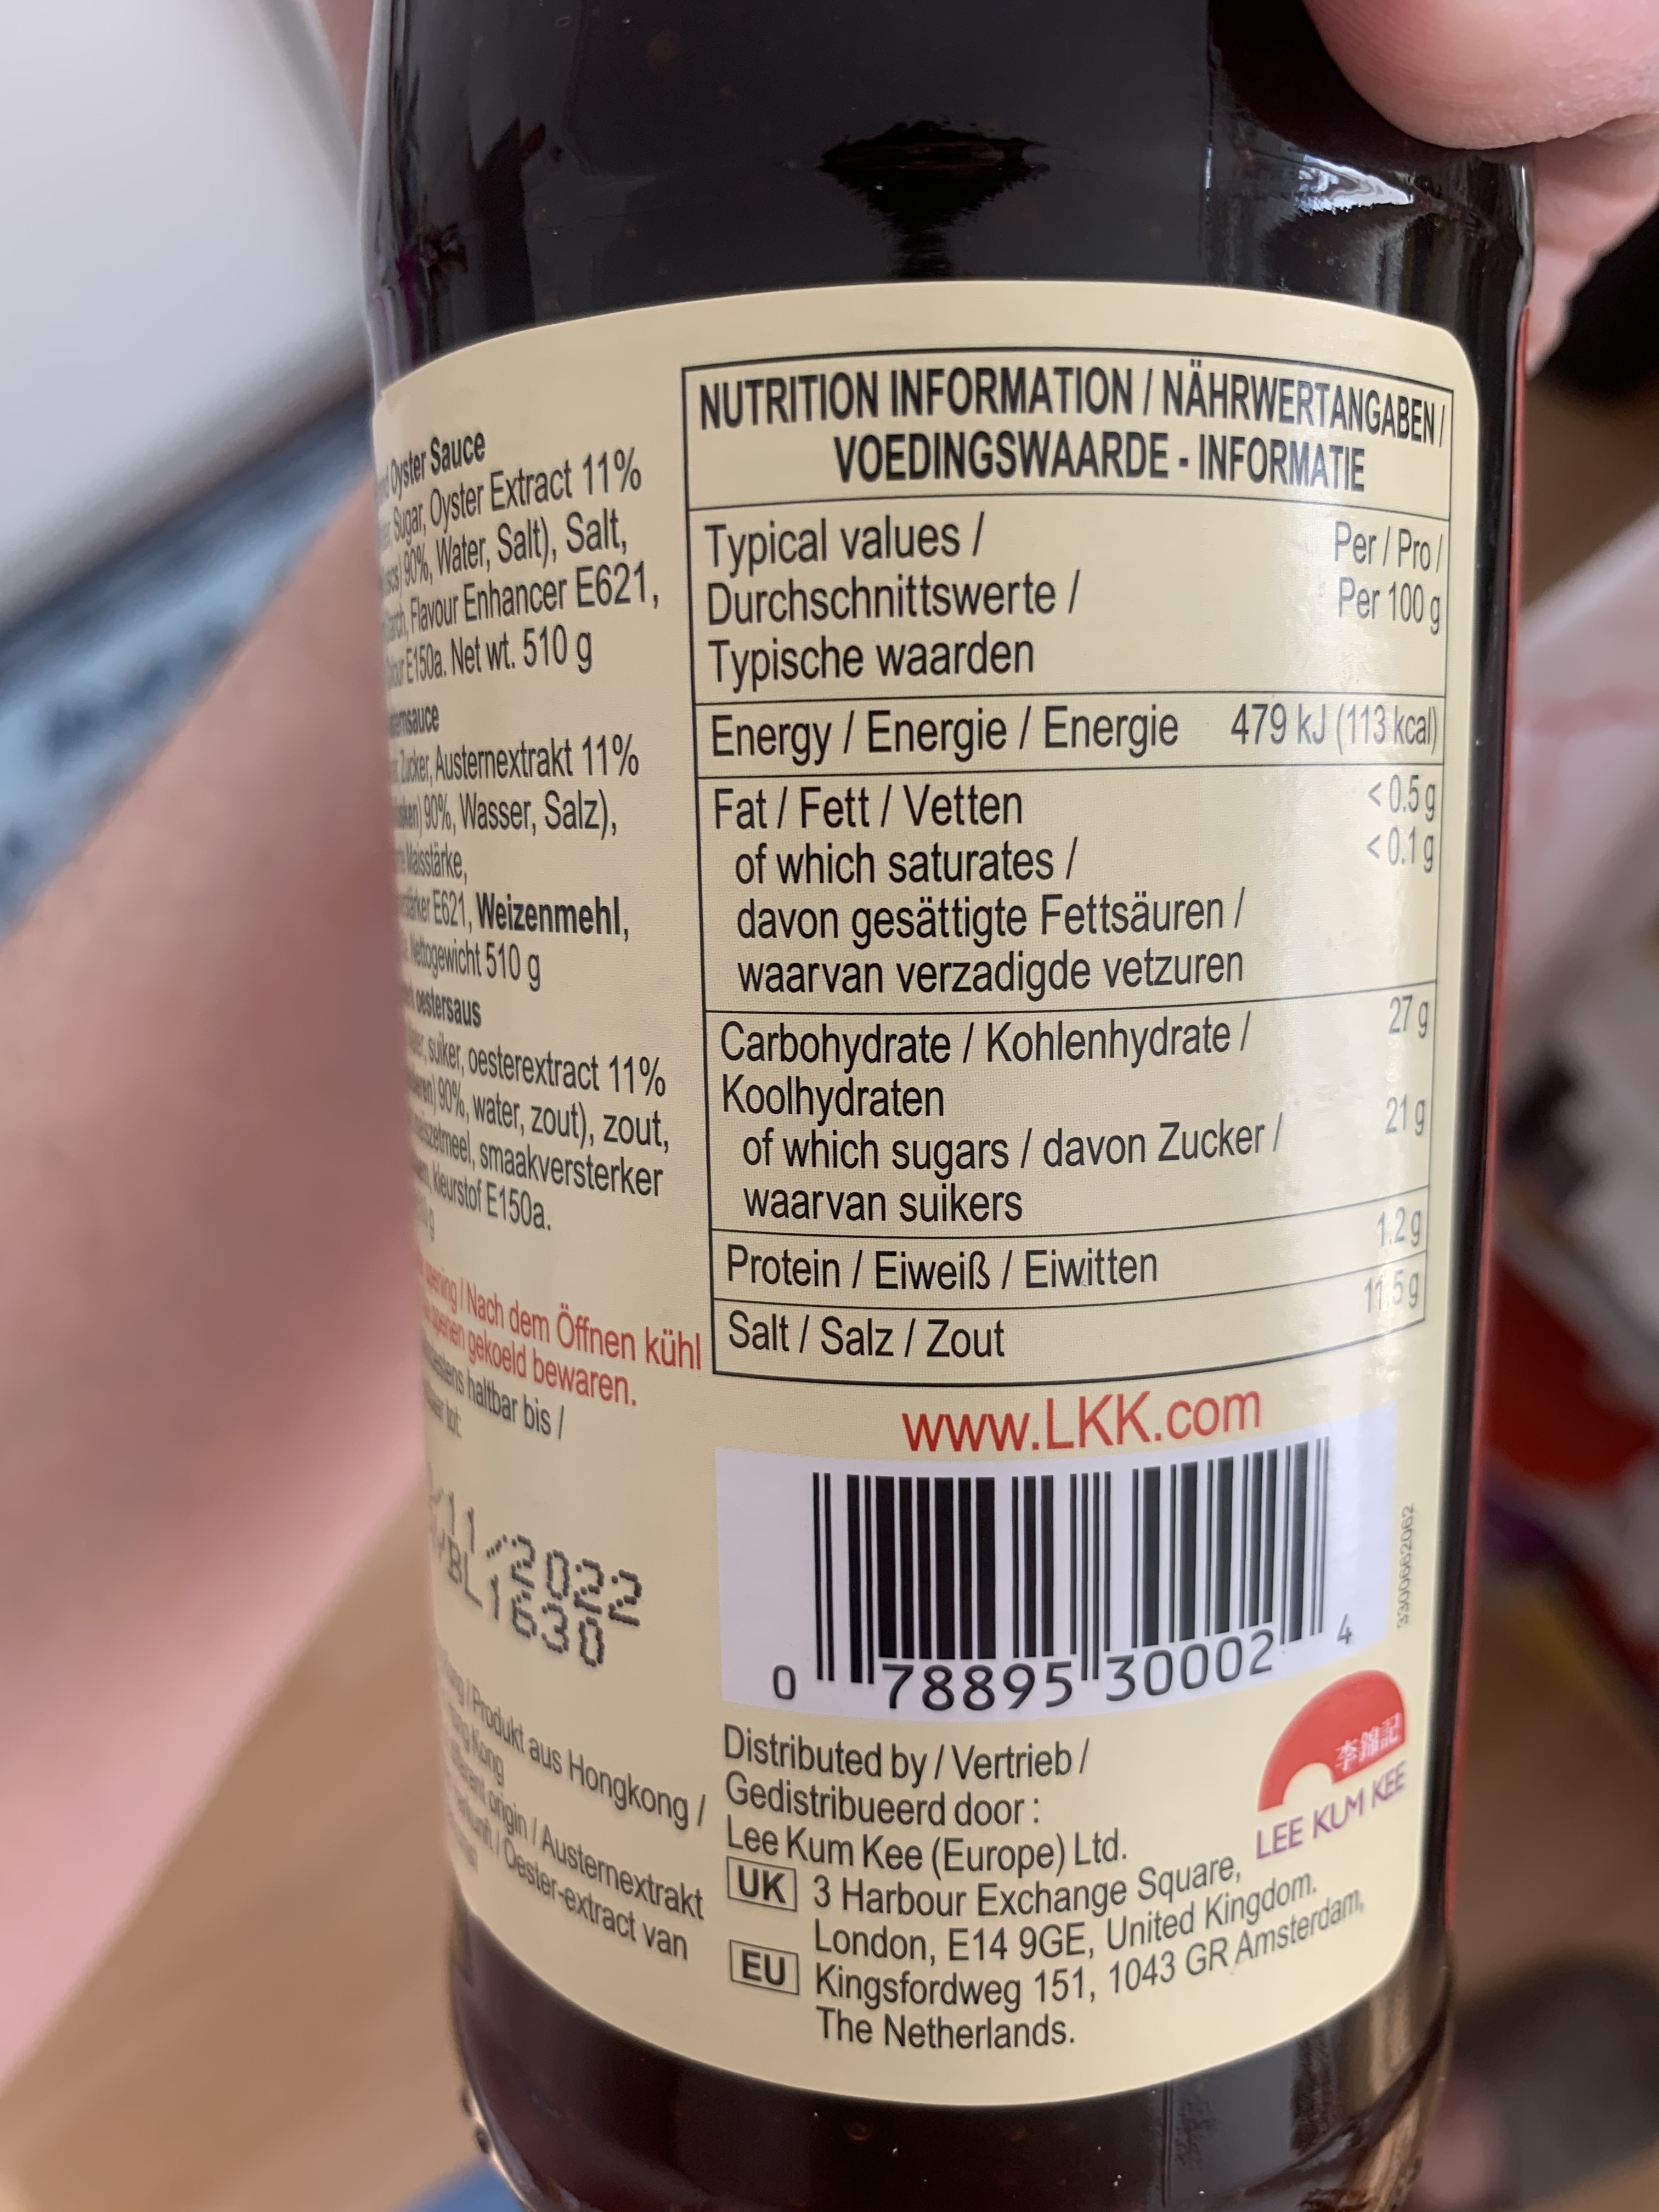 Oyster Sauce
Sugar, Oyster Extract 11%
90%, Water, Salt), Salt,
Flavour Enhancer E621,
E150a. Net wt. 510 g
Zucker, Austernextrakt 11%
90%, Wasser, Salz),
Maisstärke,
E621, Weizenmehl,
Nettogewicht 510 g
oestersaus
suiker, oesterextract 11%
90%, water, zout), zout,
smaakversterker
kleurstof E150a.
/ Nach dem Öffnen kühl
gekoeld bewaren.
haltbar bis /
11/2022
BL1630
/ Produkt aus Hongkong /
Kong
origin / Austernextrakt
/ Oester-extract van
NUTRITION INFORMATION / NÄHRWERTANGABEN /
VOEDINGSWAARDE - INFORMATIE
Typical values / Per / Pro /
Durchschnittswerte / Per 100 g
Typische waarden
Energy / Energie / Energie 479 kJ (113 kcal)
Fat / Fett / Vetten < 0.5 g
of which saturates / < 0.1 g
davon gesättigte Fettsäuren /
waarvan verzadigde vetzuren
Carbohydrate / Kohlenhydrate / 27 g
Koolhydraten
of which sugars / davon Zucker / 21 g
waarvan suikers
Protein / Eiweiß / Eiwitten 1.2 g
Salt / Salz / Zout 11.5 g
www.LKK.com
0 78895 30002 4
330662062
Distributed by / Vertrieb /
Gedistribueerd door :
Lee Kum Kee (Europe) Ltd.
UK 3 Harbour Exchange Square,
London, E14 9GE, United Kingdom.
EU Kingsfordweg 151, 1043 GR Amsterdam,
The Netherlands.
李錦記
LEE KUM KEE